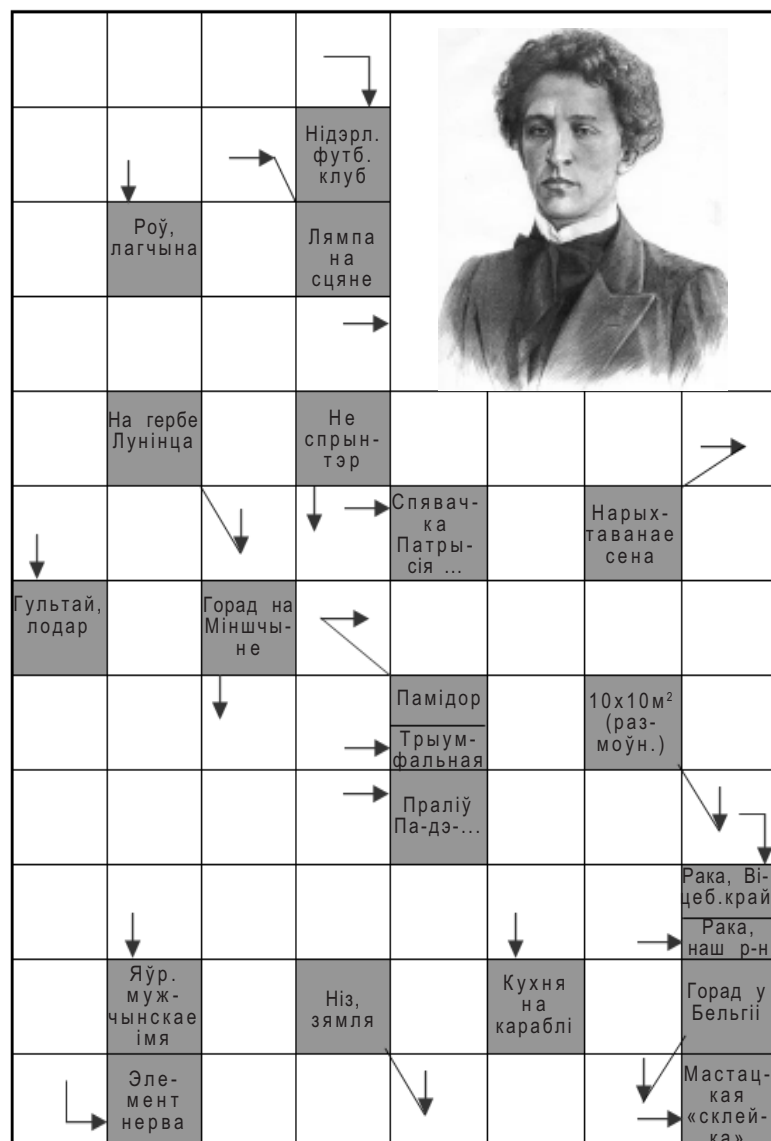 Нідэрл.
футб.
клуб
Роў,
лагчына
Лямпа
на
сцяне
На гербе
Лунінца
Не
спрын-
тэр
Спявач-
ка
Патры-
сія ...
Нарых-
таванае
сена
Гультай,
лодар
Горад на
Міншчы-
не
Памідор
Трыум-
фальная
10х10м²
(раз-
моўн.)
Праліў
Па-дэ-...
Рака, Ві-
цеб.край
Рака,
наш р-н
Яўр.
муж-
чынскае
імя
Ніз,
зямля
Кухня
на
караблі
Горад у
Бельгіі
Эле-
мент
нерва
Мастац-
кая
«склей-
ка»